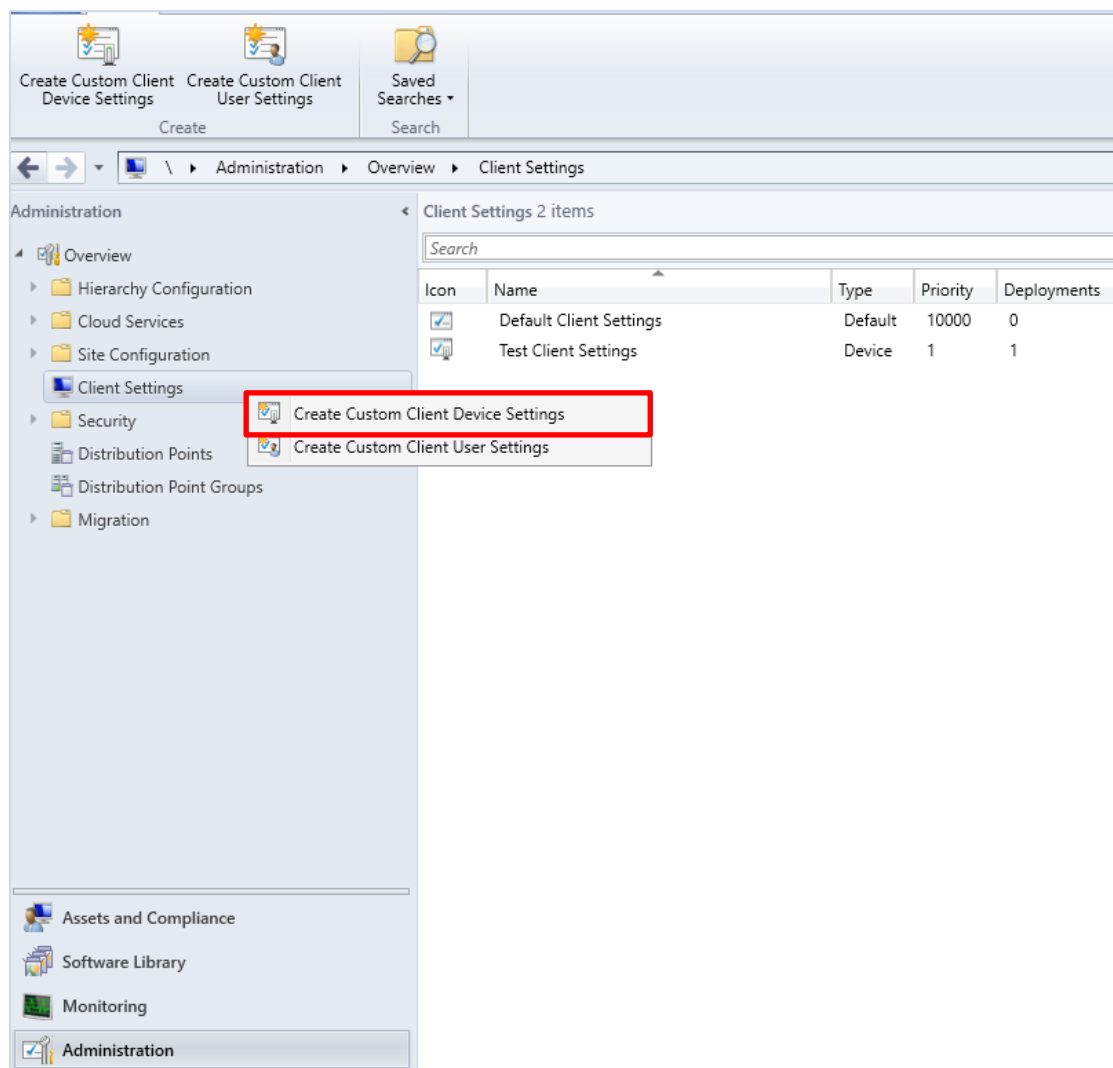 Create Custom Client Device Settings
Create Custom Client User Settings
Saved Searches
Create
Search
\ Administration Overview Client Settings
Administration
Client Settings 2 items
Search
Overview
Hierarchy Configuration
Cloud Services
Site Configuration
Client Settings
Security
Distribution Points
Distribution Point Groups
Migration
Icon Name Type Priority Deployments
Default Client Settings Default 10000 0
Test Client Settings Device 1 1
Create Custom Client Device Settings
Create Custom Client User Settings
Assets and Compliance
Software Library
Monitoring
Administration